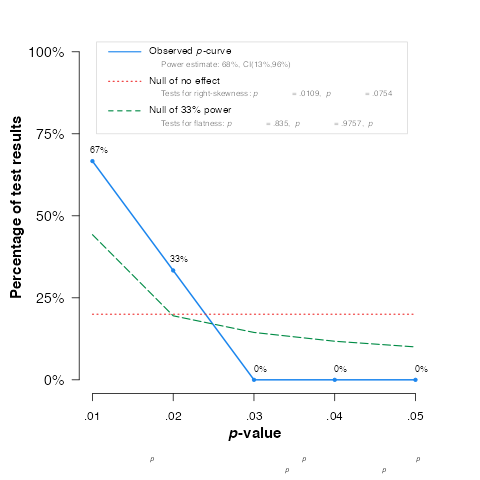 Observed p-curve
Power estimate: 68%, CI(13%,96%)
Null of no effect
Tests for right-skewness: p = .0109, p = .0754
Null of 33% power
Tests for flatness: p = .835, p = .9757, p
100%
75%
50%
25%
0%
Percentage of test results
67%
33%
0%
0%
0%
.01 .02 .03 .04 .05
p-value
p p p
p p